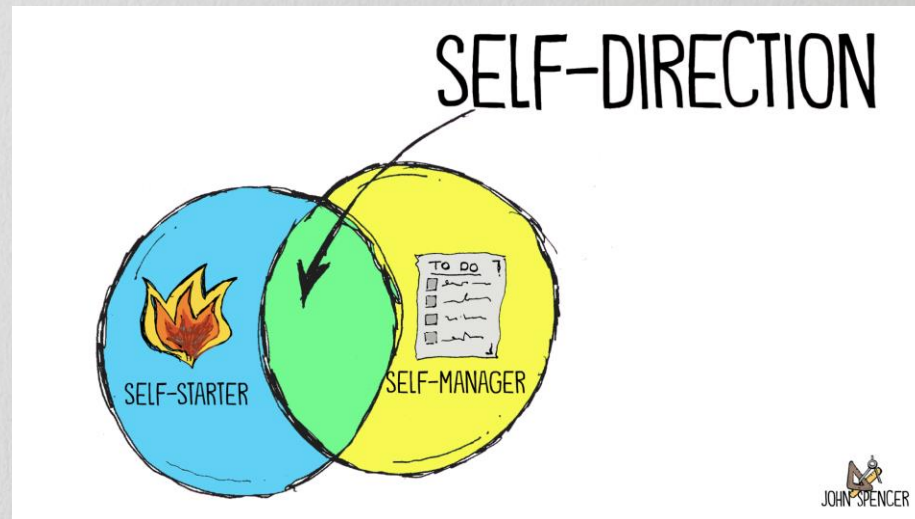 SELF-DIRECTION
TO DO
SELF-STARTER
SELF-MANAGER
JOHN SPENCER